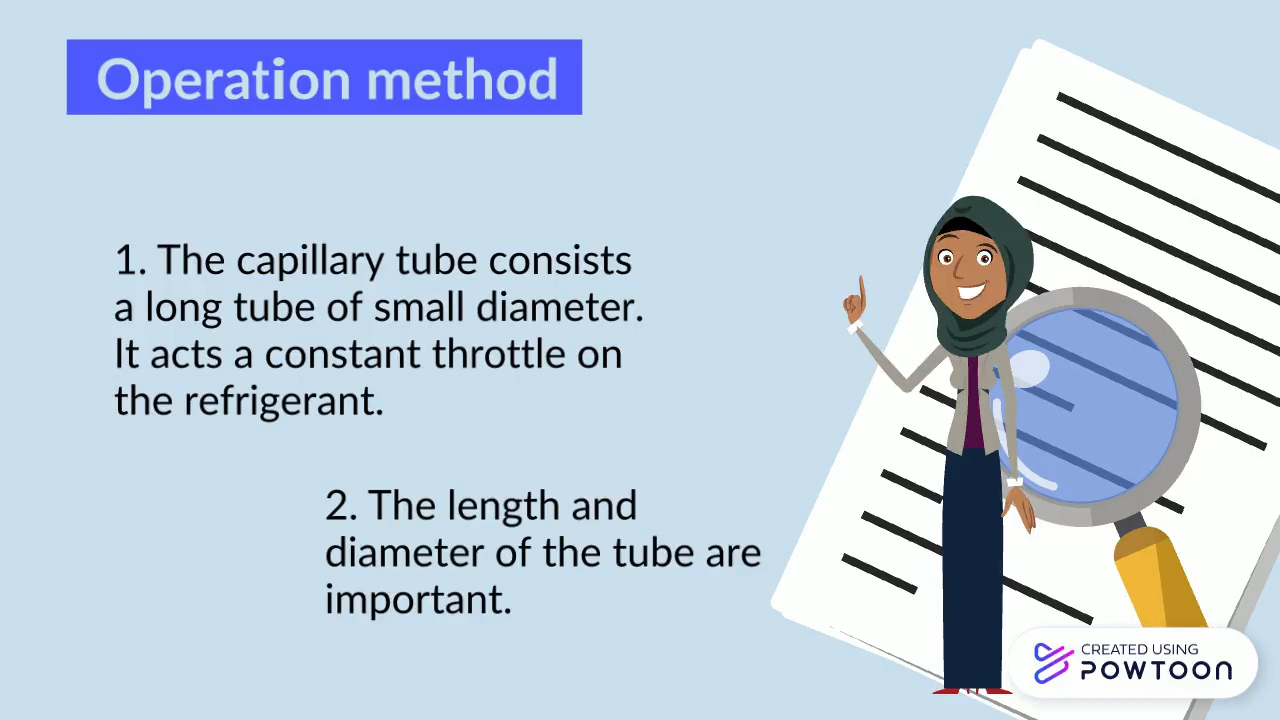 Operation method
1. The capillary tube consists
a long tube of small diameter.
It acts a constant throttle on
the refrigerant.
2. The length and
diameter of the tube are
important.
CREATED USING
POWTOON